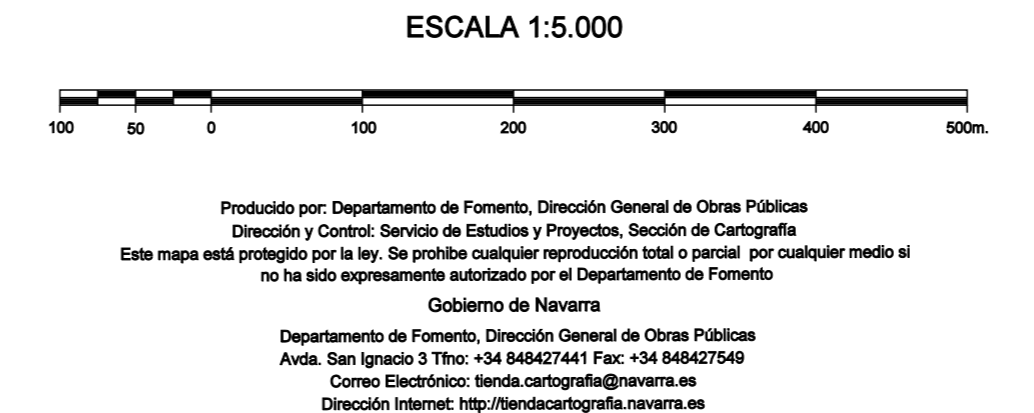 ESCALA 1:5.000
100 50 0 100 200 300 400 500m.
Producido por: Departamento de Fomento, Dirección General de Obras Públicas
Dirección y Control: Servicio de Estudios y Proyectos, Sección de Cartografía
Este mapa está protegido por la ley. Se prohibe cualquier reproducción total o parcial por cualquier medio si
no ha sido expresamente autorizado por el Departamento de Fomento
Gobierno de Navarra
Departamento de Fomento, Dirección General de Obras Públicas
Avda. San Ignacio 3 Tfno: +34 848427441 Fax: +34 848427549
Correo Electrónico: tienda.cartografia@navarra.es
Dirección Internet: http://tiendacartografia.navarra.es